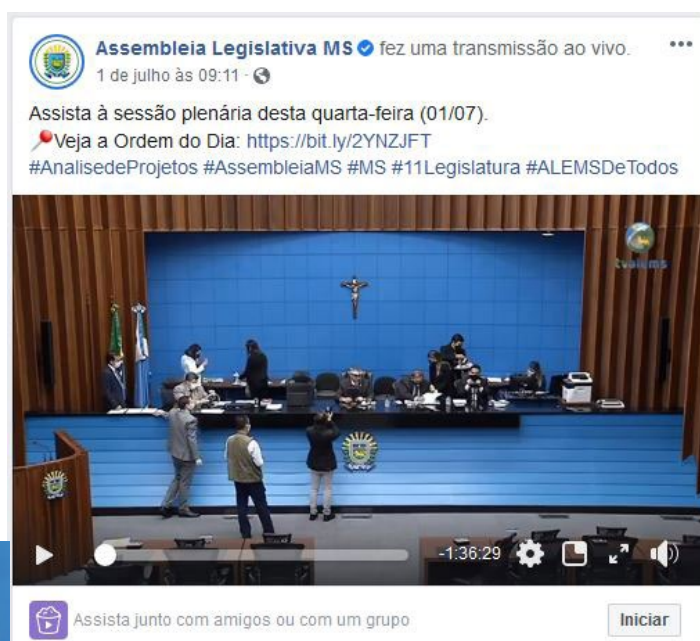 Assembleia Legislativa MS fez uma transmissão ao vivo.
1 de julho às 09:11 ·
Assista à sessão plenária desta quarta-feira (01/07).
Veja a Ordem do Dia: https://bit.ly/2YNZJFT
#AnalisedeProjetos #AssembleiaMS #MS #11Legislatura #ALEMSDeTodos
tvalems
-1:36:29
Assista junto com amigos ou com um grupo
Iniciar